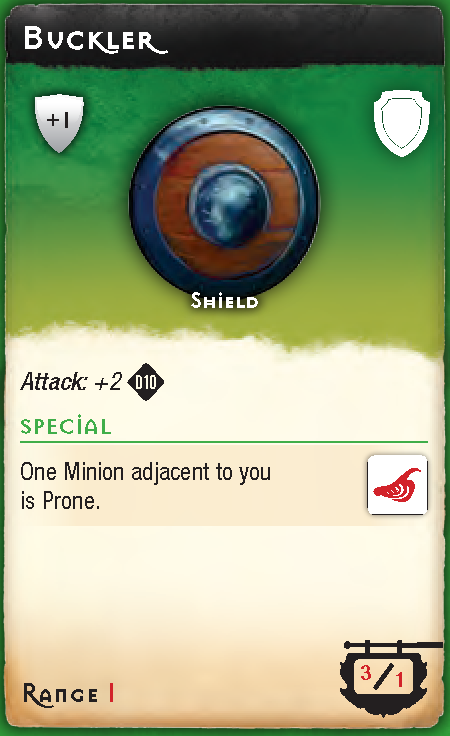 Buckler
+1
Shield
Attack: +2 D10
Special
One Minion adjacent to you
is Prone.
Range 1
3/1